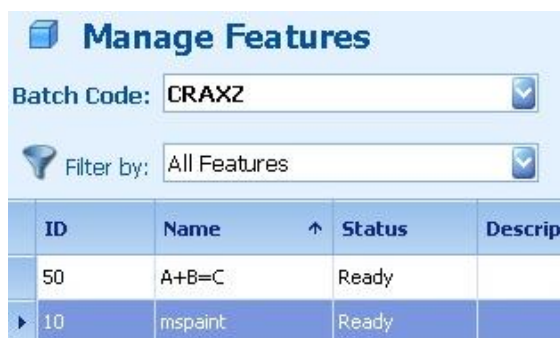 Manage Features
Batch Code: CRAXZ
Filter by: All Features
ID Name Status Descrip
50 A+B=C Ready
10 mspaint Ready